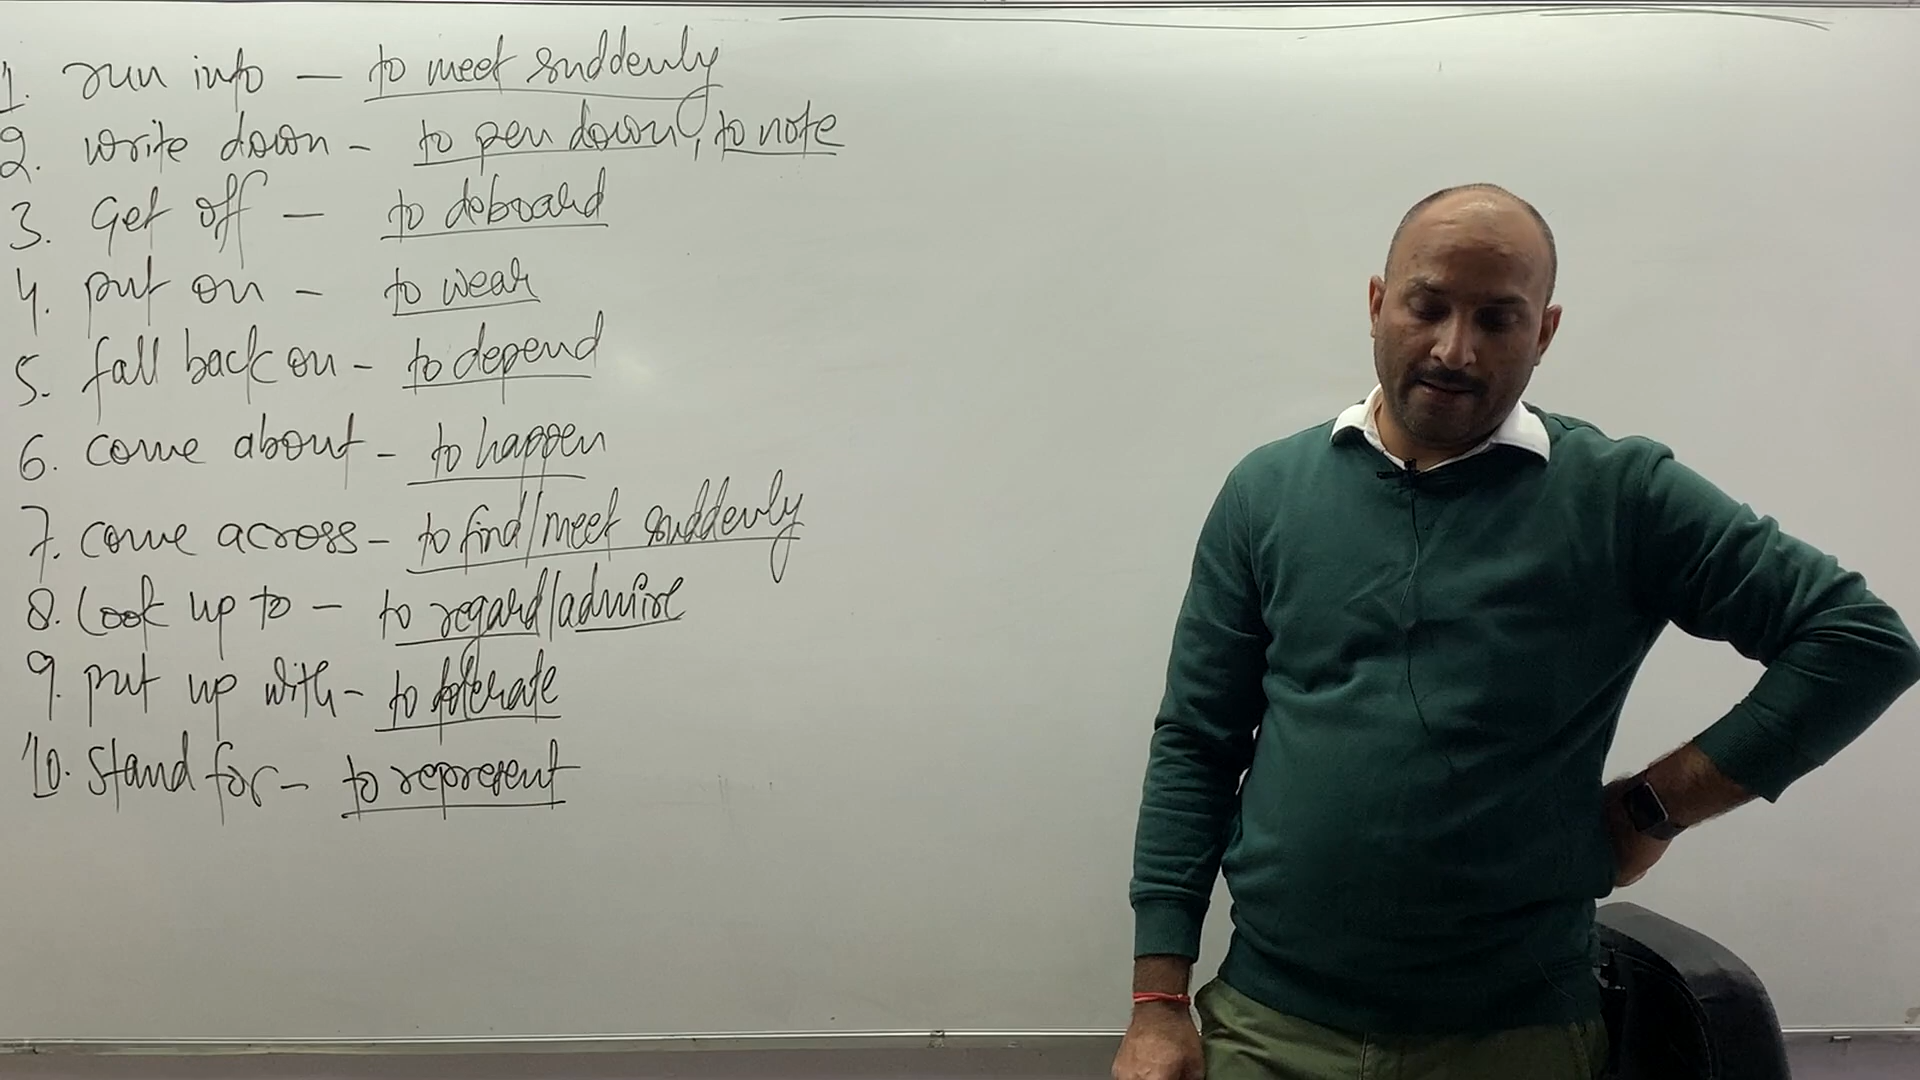 1. run into – to meet suddenly
2. write down - to pen down, to note
3. Get off – to deboard
4. put on - to wear
5. fall back on - to depend
6. come about - to happen
7. come across - to find/meet suddenly
8. Look up to - to regard/admire
9. put up with - to tolerate
10. Stand for - to represent